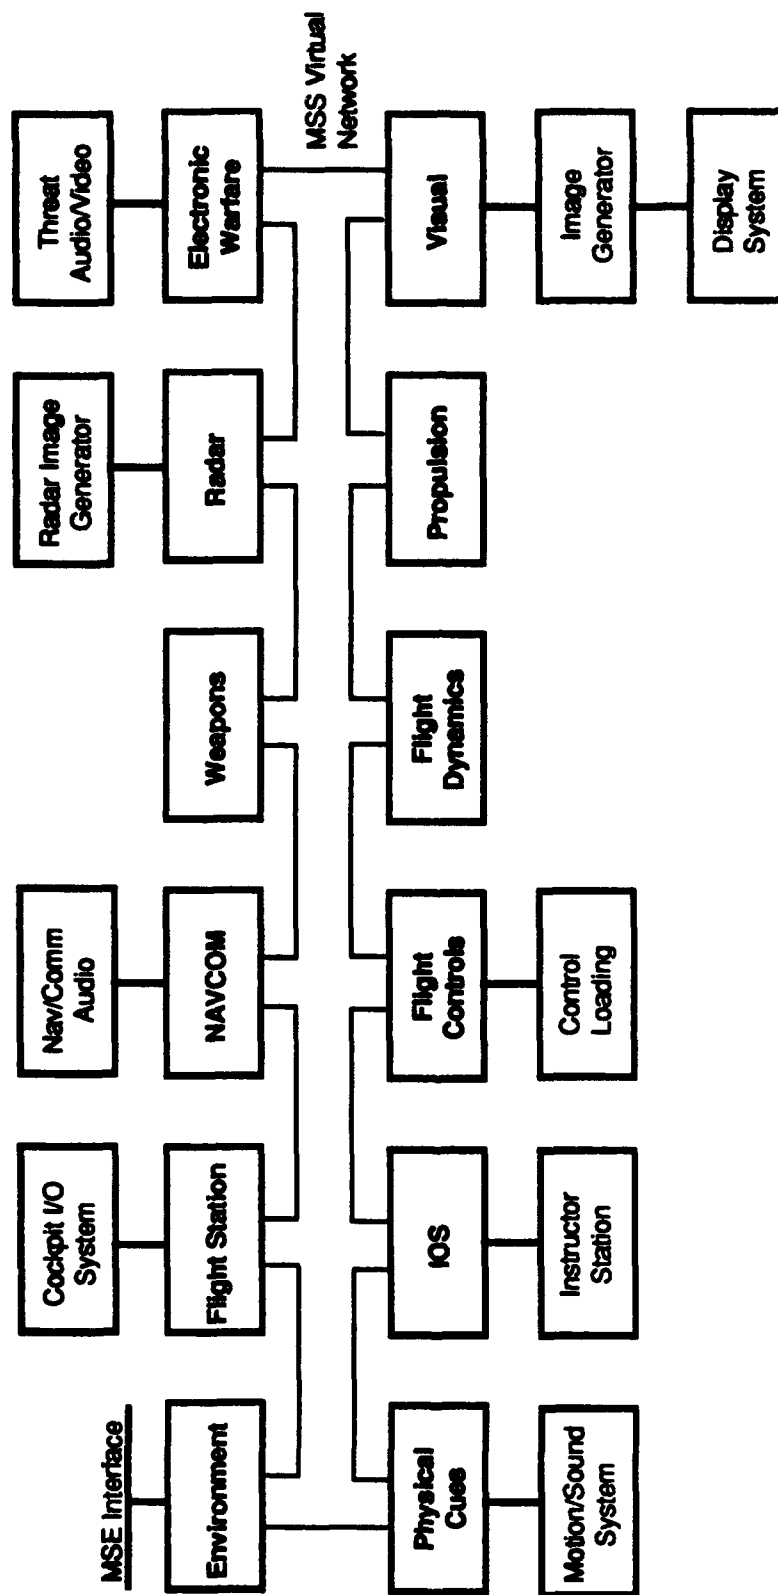 MSE Interface
Cockpit I/O
System
Nav/Comm
Audio
Radar Image
Generator
Threat
Audio/Video
Environment
Flight Station
NAVCOM
Weapons
Radar
Electronic
Warfare
MSS Virtual
Network
Physical
Cues
IOS
Flight
Controls
Flight
Dynamics
Propulsion
Visual
Motion/Sound
System
Instructor
Station
Control
Loading
Image
Generator
Display
System